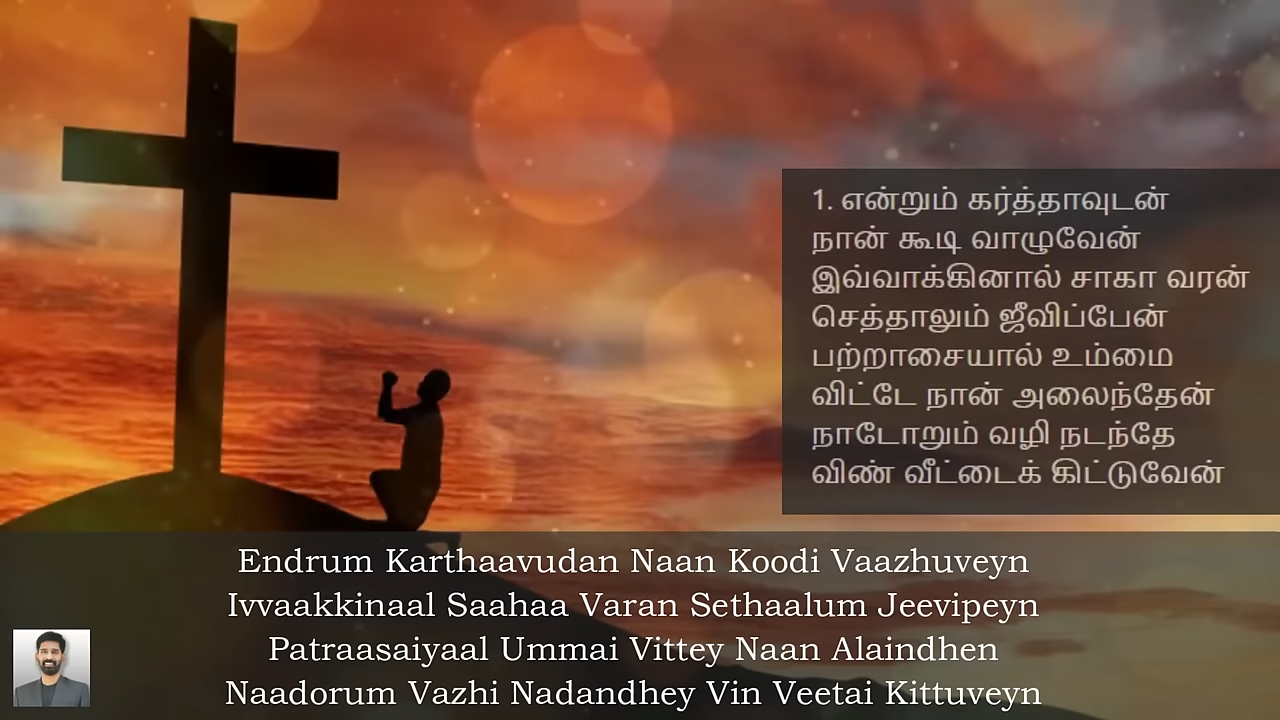 1. என்றும் கர்த்தாவுடன்
நான் கூடி வாழுவேன்
இவ்வாக்கினால் சாகா வரன்
செத்தாலும் ஜீவிப்பேன்
பற்றாசையால் உம்மை
விட்டே நான் அலைந்தேன்
நாடோறும் வழி நடந்தே
விண் வீட்டைக் கிட்டுவேன்
Endrum Karthaavudan Naan Koodi Vaazhuveyn
Ivvaakkinaal Saahaa Varan Sethaalum Jeevipeyn
Patraasaiyaal Ummai Vittey Naan Alaindhen
Naadorum Vazhi Nadandhey Vin Veetai Kittuveyn